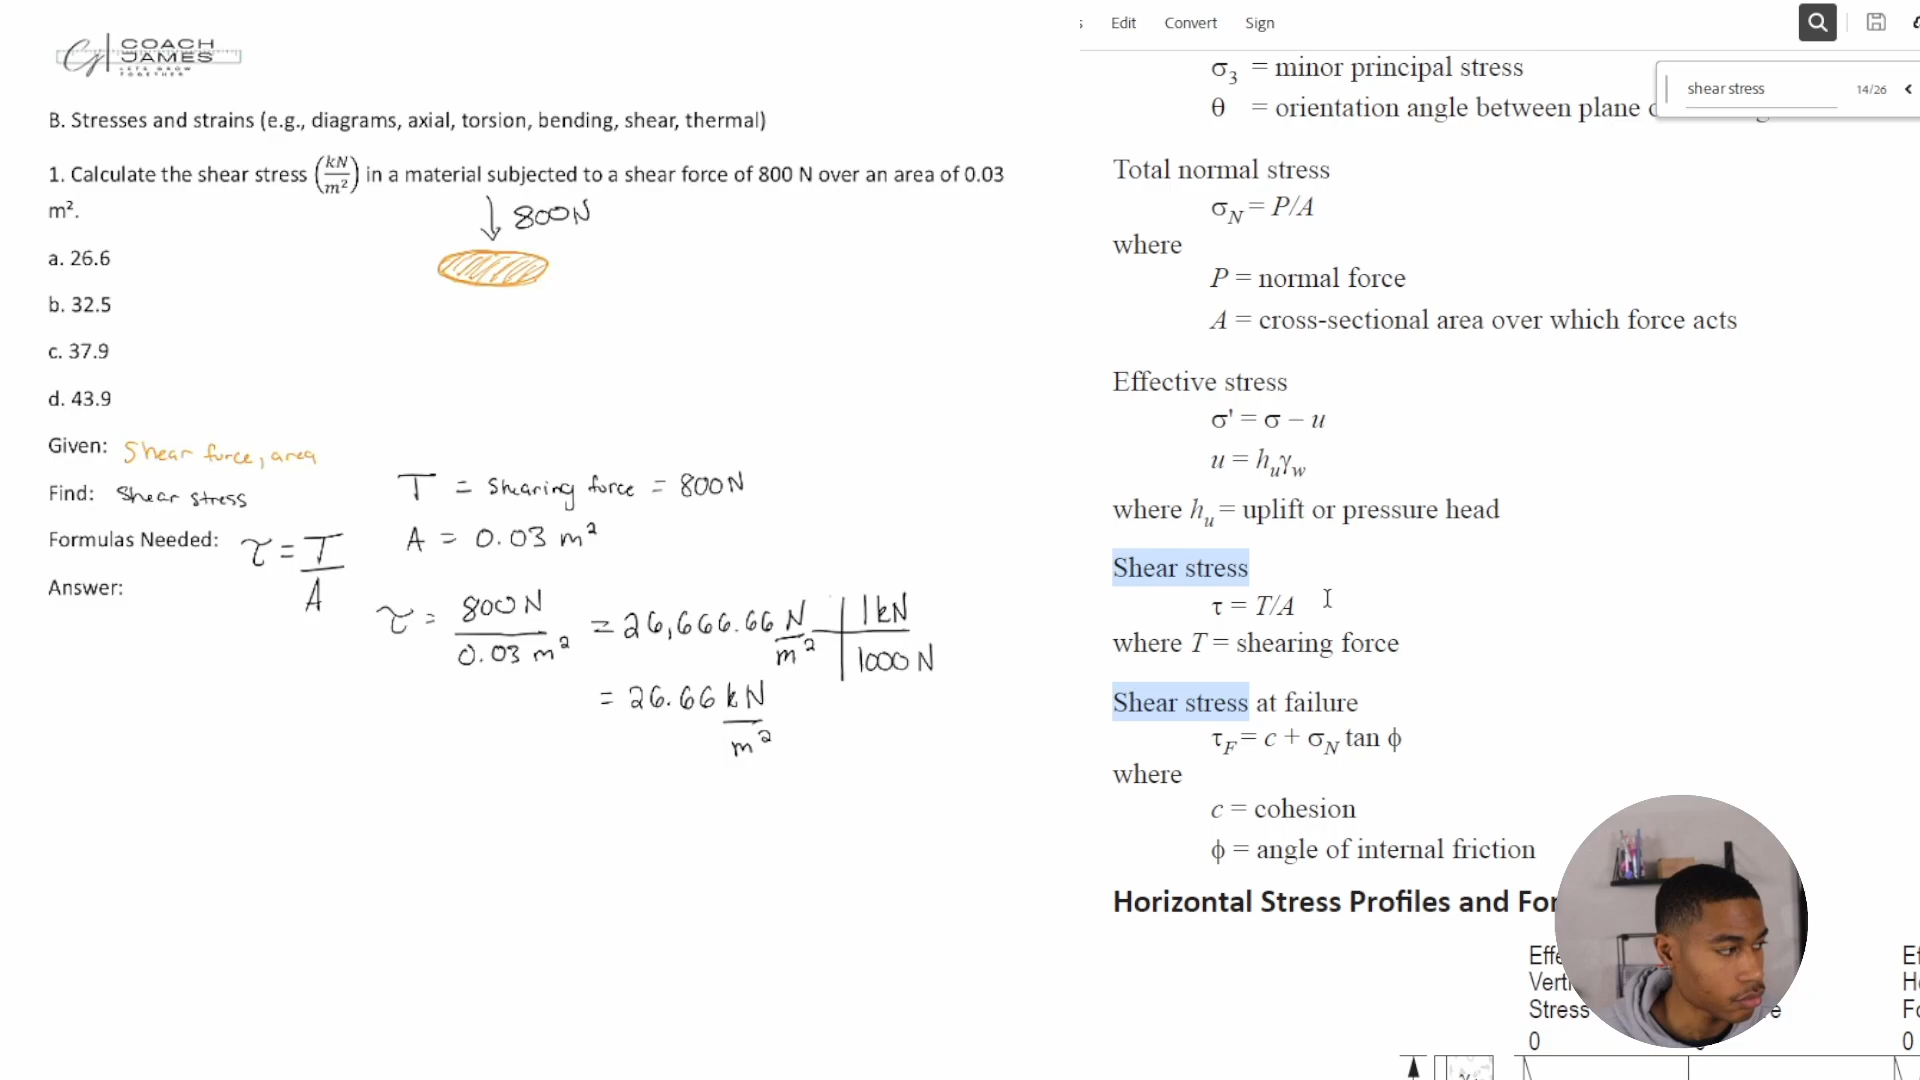 COACH
JAMES
LETS GROW
TOGETHER
B. Stresses and strains (e.g., diagrams, axial, torsion, bending, shear, thermal)
1. Calculate the shear stress (kN/m²) in a material subjected to a shear force of 800 N over an area of 0.03
m².
800N
a. 26.6
b. 32.5
c. 37.9
d. 43.9
Given: Shear force, area
Find: Shear stress
T = Shearing force = 800N
A = 0.03 m²
Formulas Needed: τ = T/A
Answer:
τ = 800N / 0.03 m² = 26,666.66 N/m² | 1kN / 1000N
= 26.66 kN/m²
Edit Convert Sign
shear stress 14/26
σ₃ = minor principal stress
θ = orientation angle between plane
Total normal stress
σN = P/A
where
P = normal force
A = cross-sectional area over which force acts
Effective stress
σ' = σ − u
u = huγw
where hu = uplift or pressure head
Shear stress
τ = T/A
where T = shearing force
Shear stress at failure
τF = c + σN tan ϕ
where
c = cohesion
ϕ = angle of internal friction
Horizontal Stress Profiles and
Stress
0
0